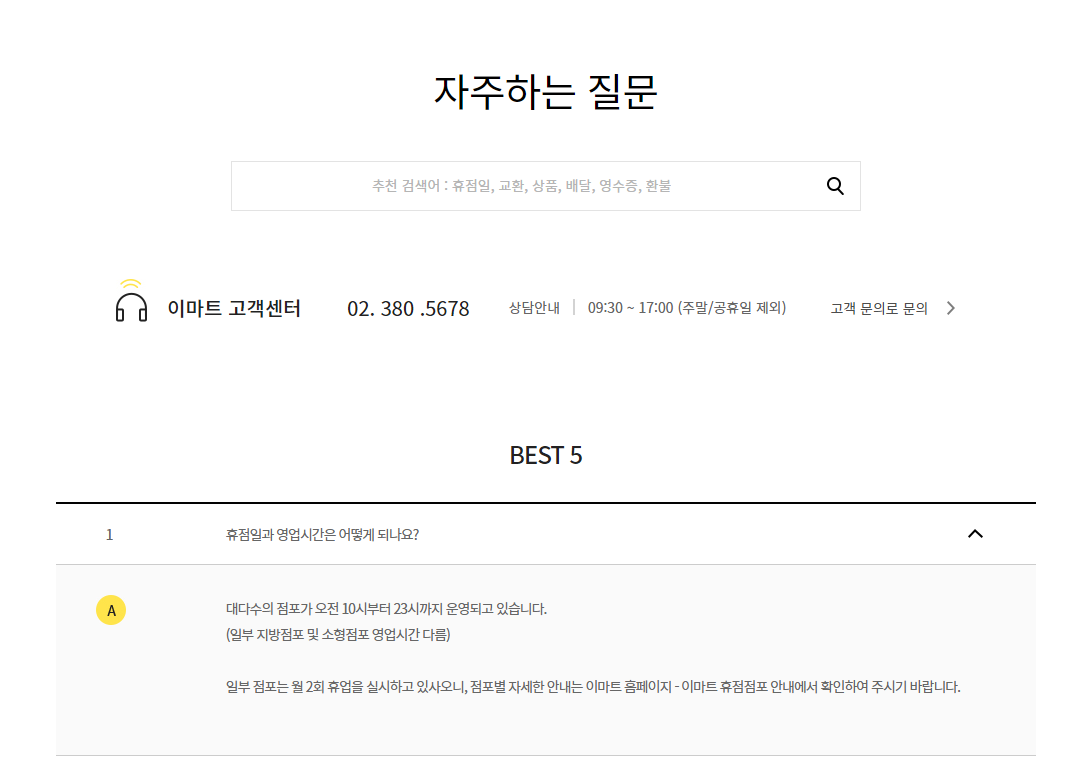 자주하는 질문
추천 검색어 : 휴점일, 교환, 상품, 배달, 영수증, 환불
이마트 고객센터 02. 380 .5678 상담안내 09:30 ~ 17:00 (주말/공휴일 제외) 고객 문의로 문의
BEST 5
1 휴점일과 영업시간은 어떻게 되나요?
A 대다수의 점포가 오전 10시부터 23시까지 운영되고 있습니다.
(일부 지방점포 및 소형점포 영업시간 다름)
일부 점포는 월 2회 휴업을 실시하고 있사오니, 점포별 자세한 안내는 이마트 홈페이지 - 이마트 휴점점포 안내에서 확인하여 주시기 바랍니다.